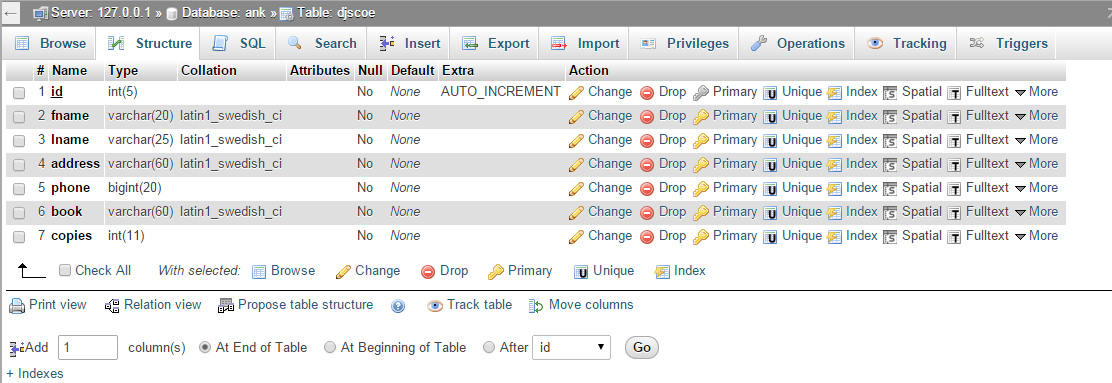 Server: 127.0.0.1 » Database: ank » Table: djscoe
Browse Structure SQL Search Insert Export Import Privileges Operations Tracking Triggers
# Name Type Collation Attributes Null Default Extra Action
1 id int(5) No None AUTO_INCREMENT Change Drop Primary Unique Index Spatial Fulltext More
2 fname varchar(20) latin1_swedish_ci No None Change Drop Primary Unique Index Spatial Fulltext More
3 lname varchar(25) latin1_swedish_ci No None Change Drop Primary Unique Index Spatial Fulltext More
4 address varchar(60) latin1_swedish_ci No None Change Drop Primary Unique Index Spatial Fulltext More
5 phone bigint(20) No None Change Drop Primary Unique Index Spatial Fulltext More
6 book varchar(60) latin1_swedish_ci No None Change Drop Primary Unique Index Spatial Fulltext More
7 copies int(11) No None Change Drop Primary Unique Index Spatial Fulltext More
Check All With selected: Browse Change Drop Primary Unique Index
Print view Relation view Propose table structure Track table Move columns
Add 1 column(s) At End of Table At Beginning of Table After id Go
+ Indexes